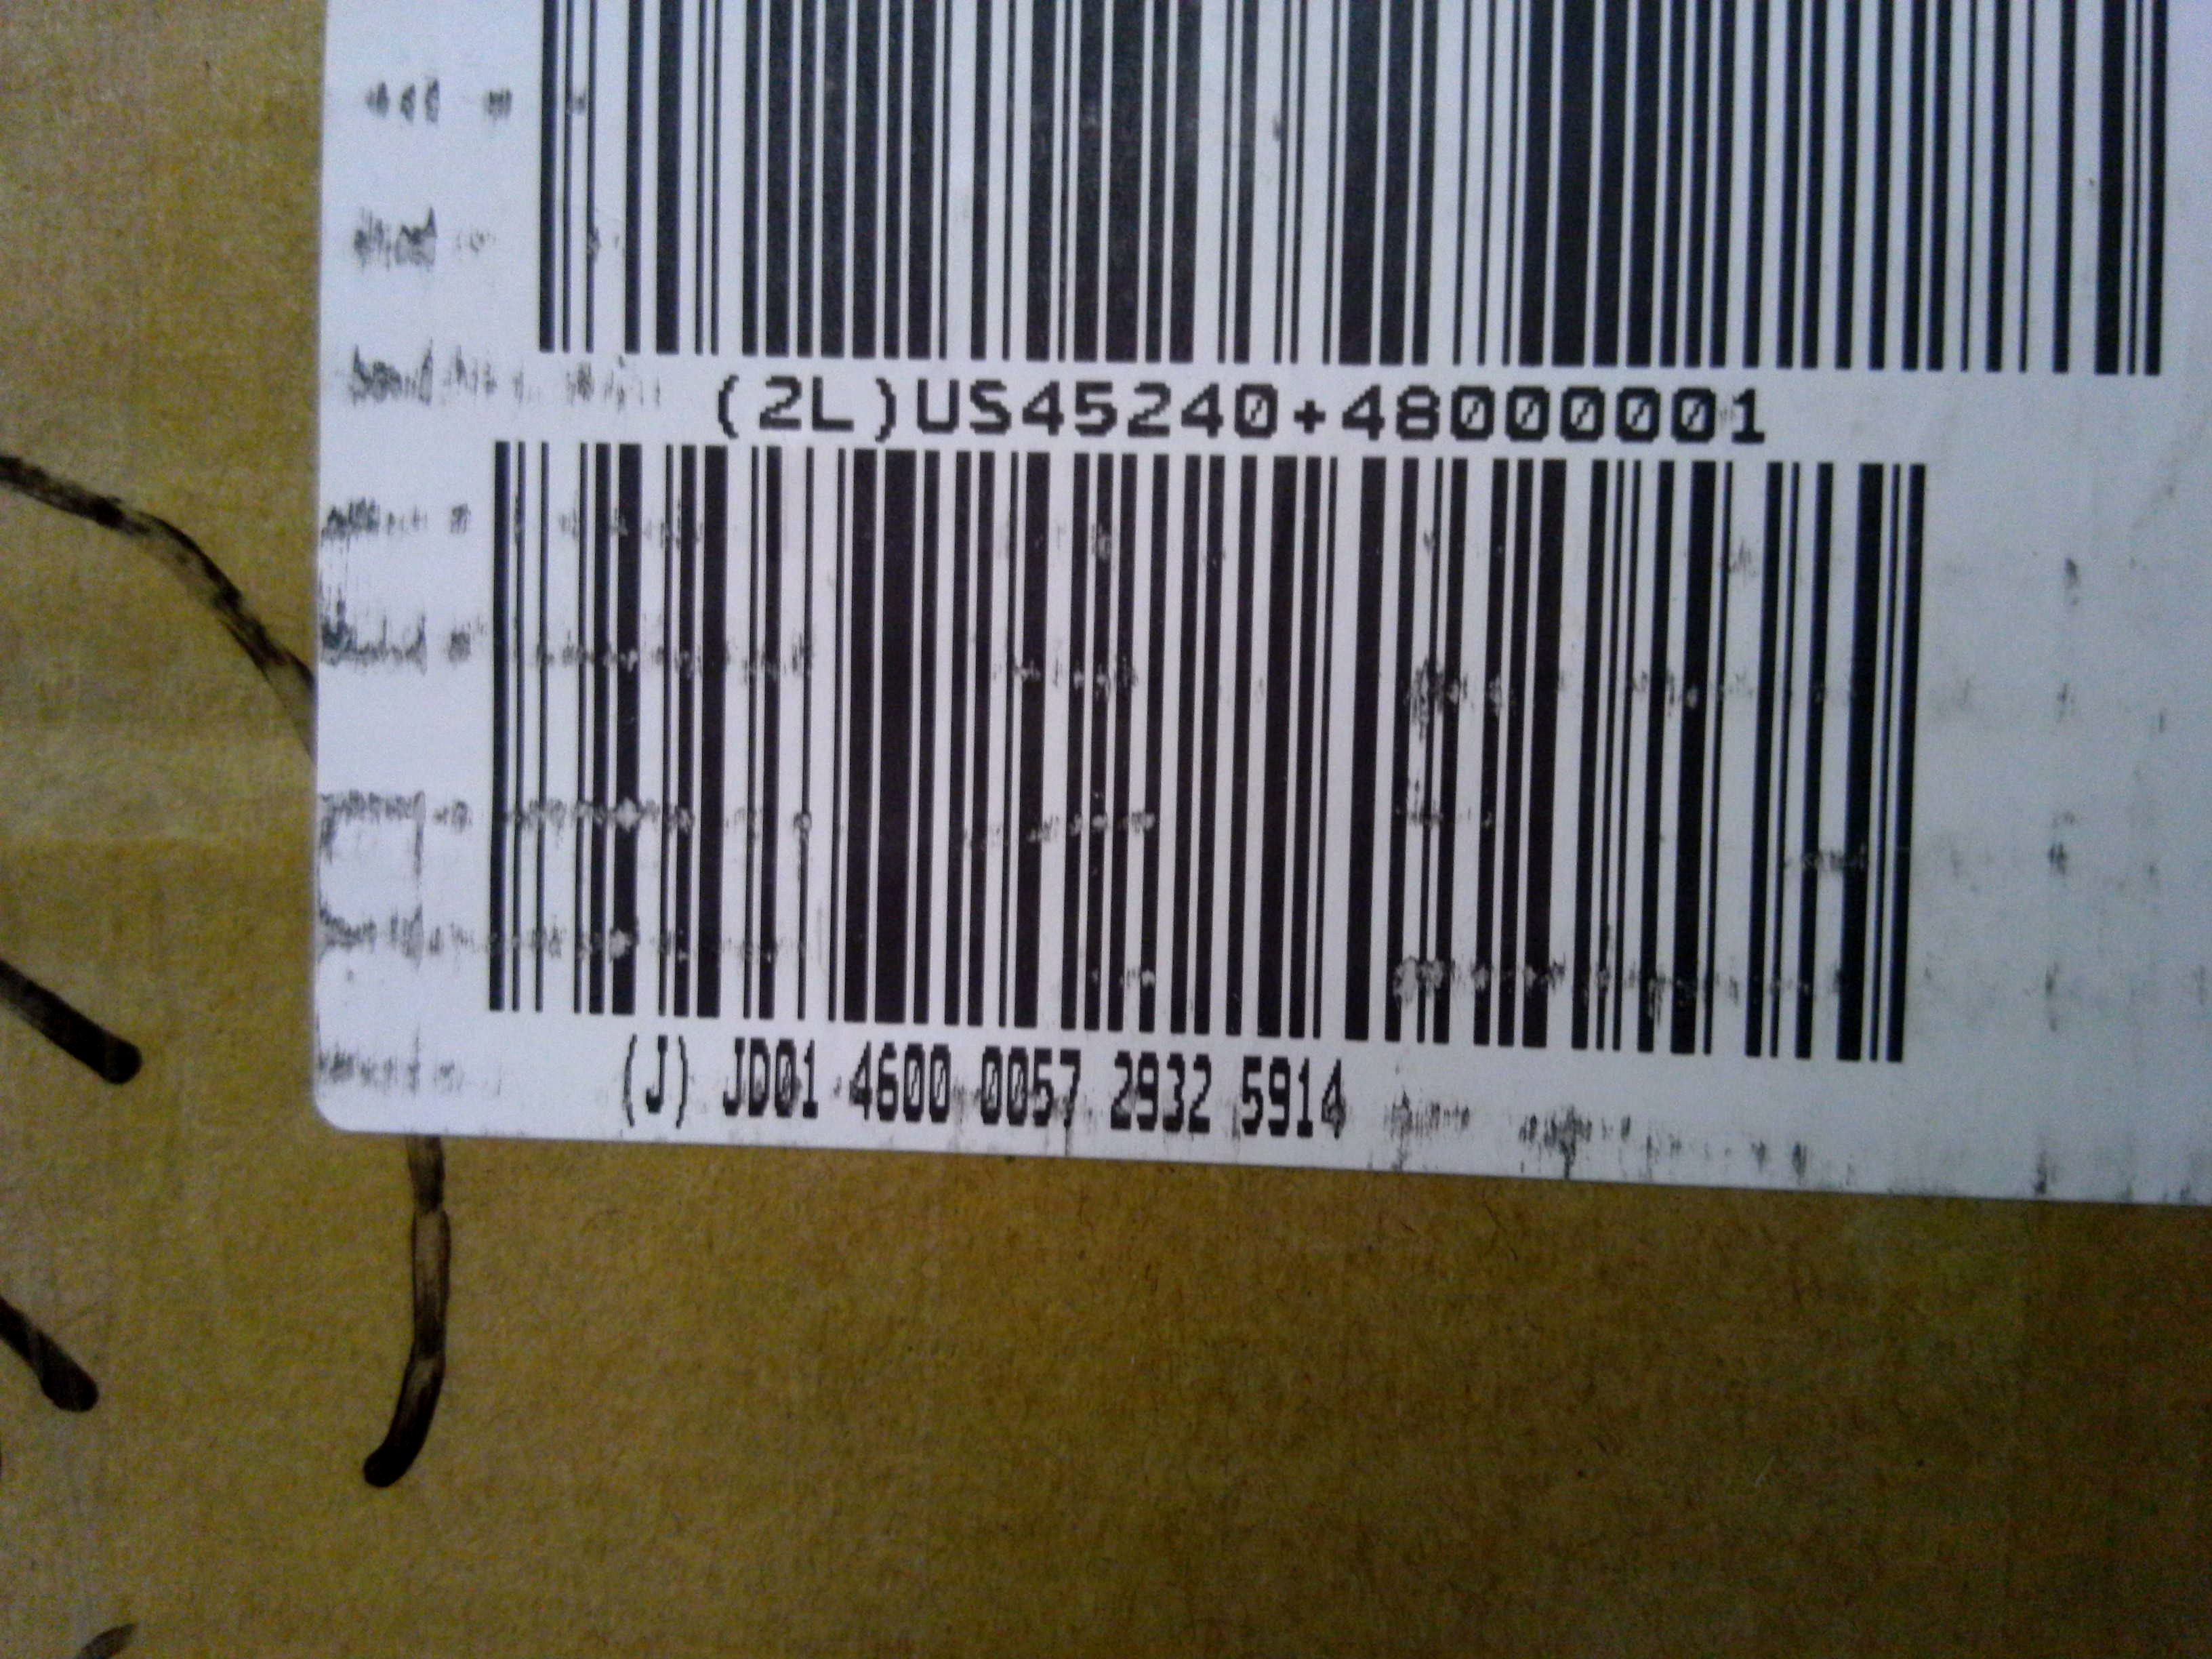 (2L)US45240+48000001
(J) JD01 4600 0057 2932 5914